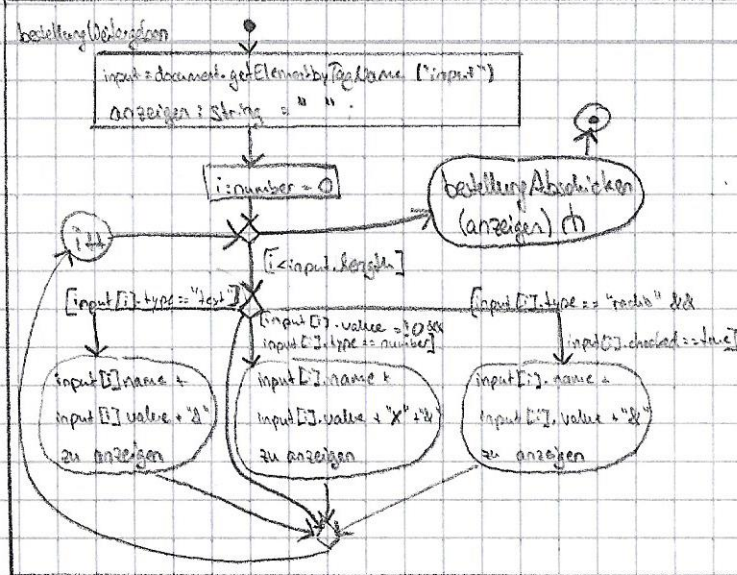 bestellungWeitergeben
input = document.getElementbyTagName ("input")
anzeigen : string = " "
i:number = 0
bestellungAbschicken
(anzeigen)
i++
[i<input.length]
[input[i].type == "text"]
[input[i].value =!0 &&
input[i].type == number]
[input[i].type == "radio" &&
input[i].checked==true]
input[i].name +
input[i].value + "&"
zu anzeigen
input[i].name +
input[i].value + "X" + "&"
zu anzeigen
input[i].name +
input[i].value + "&"
zu anzeigen